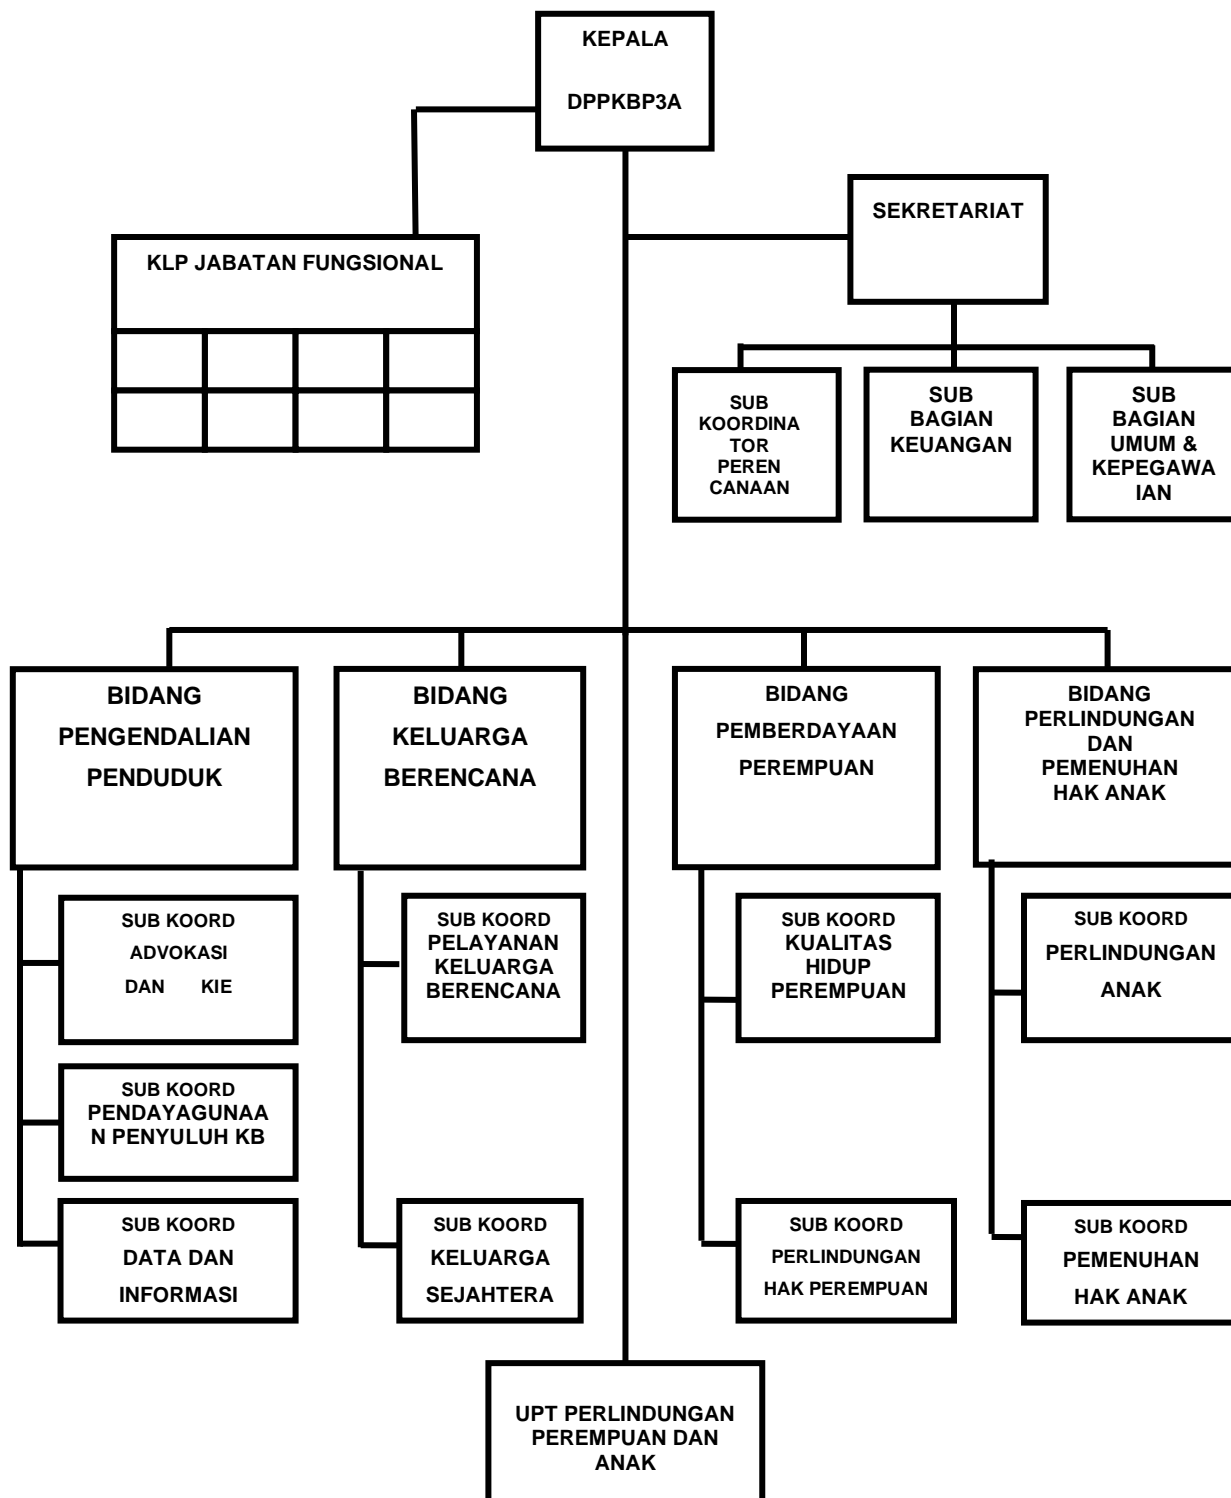 KEPALA
DPPKBP3A
SEKRETARIAT
KLP JABATAN FUNGSIONAL
SUB
KOORDINA
TOR
PEREN
CANAAN
SUB
BAGIAN
KEUANGAN
SUB
BAGIAN
UMUM &
KEPEGAWA
IAN
BIDANG
PENGENDALIAN
PENDUDUK
BIDANG
KELUARGA
BERENCANA
BIDANG
PEMBERDAYAAN
PEREMPUAN
BIDANG
PERLINDUNGAN
DAN
PEMENUHAN
HAK ANAK
SUB KOORD
ADVOKASI
DAN KIE
SUB KOORD
PELAYANAN
KELUARGA
BERENCANA
SUB KOORD
KUALITAS
HIDUP
PEREMPUAN
SUB KOORD
PERLINDUNGAN
ANAK
SUB KOORD
PENDAYAGUNAA
N PENYULUH KB
SUB KOORD
DATA DAN
INFORMASI
SUB KOORD
KELUARGA
SEJAHTERA
SUB KOORD
PERLINDUNGAN
HAK PEREMPUAN
SUB KOORD
PEMENUHAN
HAK ANAK
UPT PERLINDUNGAN
PEREMPUAN DAN
ANAK